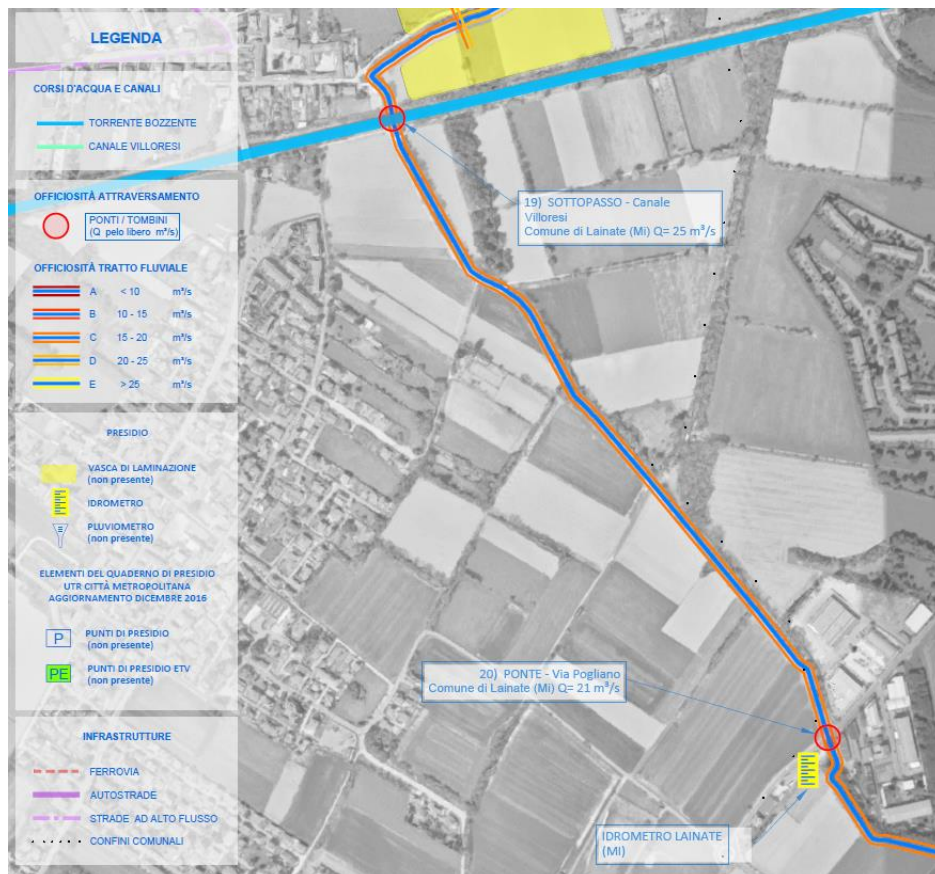 LEGENDA
CORSI D'ACQUA E CANALI
TORRENTE BOZZENTE
CANALE VILLORESI
OFFICIOSITÀ ATTRAVERSAMENTO
PONTI / TOMBINI
(Q pelo libero m³/s)
OFFICIOSITÀ TRATTO FLUVIALE
A < 10 m³/s
B 10 - 15 m³/s
C 15 - 20 m³/s
D 20 - 25 m³/s
E > 25 m³/s
PRESIDIO
VASCA DI LAMINAZIONE
(non presente)
IDROMETRO
PLUVIOMETRO
(non presente)
ELEMENTI DEL QUADERNO DI PRESIDIO
UTR CITTÀ METROPOLITANA
AGGIORNAMENTO DICEMBRE 2016
P PUNTI DI PRESIDIO
(non presente)
PE PUNTI DI PRESIDIO ETV
(non presente)
INFRASTRUTTURE
FERROVIA
AUTOSTRADE
STRADE AD ALTO FLUSSO
CONFINI COMUNALI
19) SOTTOPASSO - Canale
Villoresi
Comune di Lainate (Mi) Q= 25 m³/s
20) PONTE - Via Pogliano
Comune di Lainate (Mi) Q= 21 m³/s
IDROMETRO LAINATE
(MI)